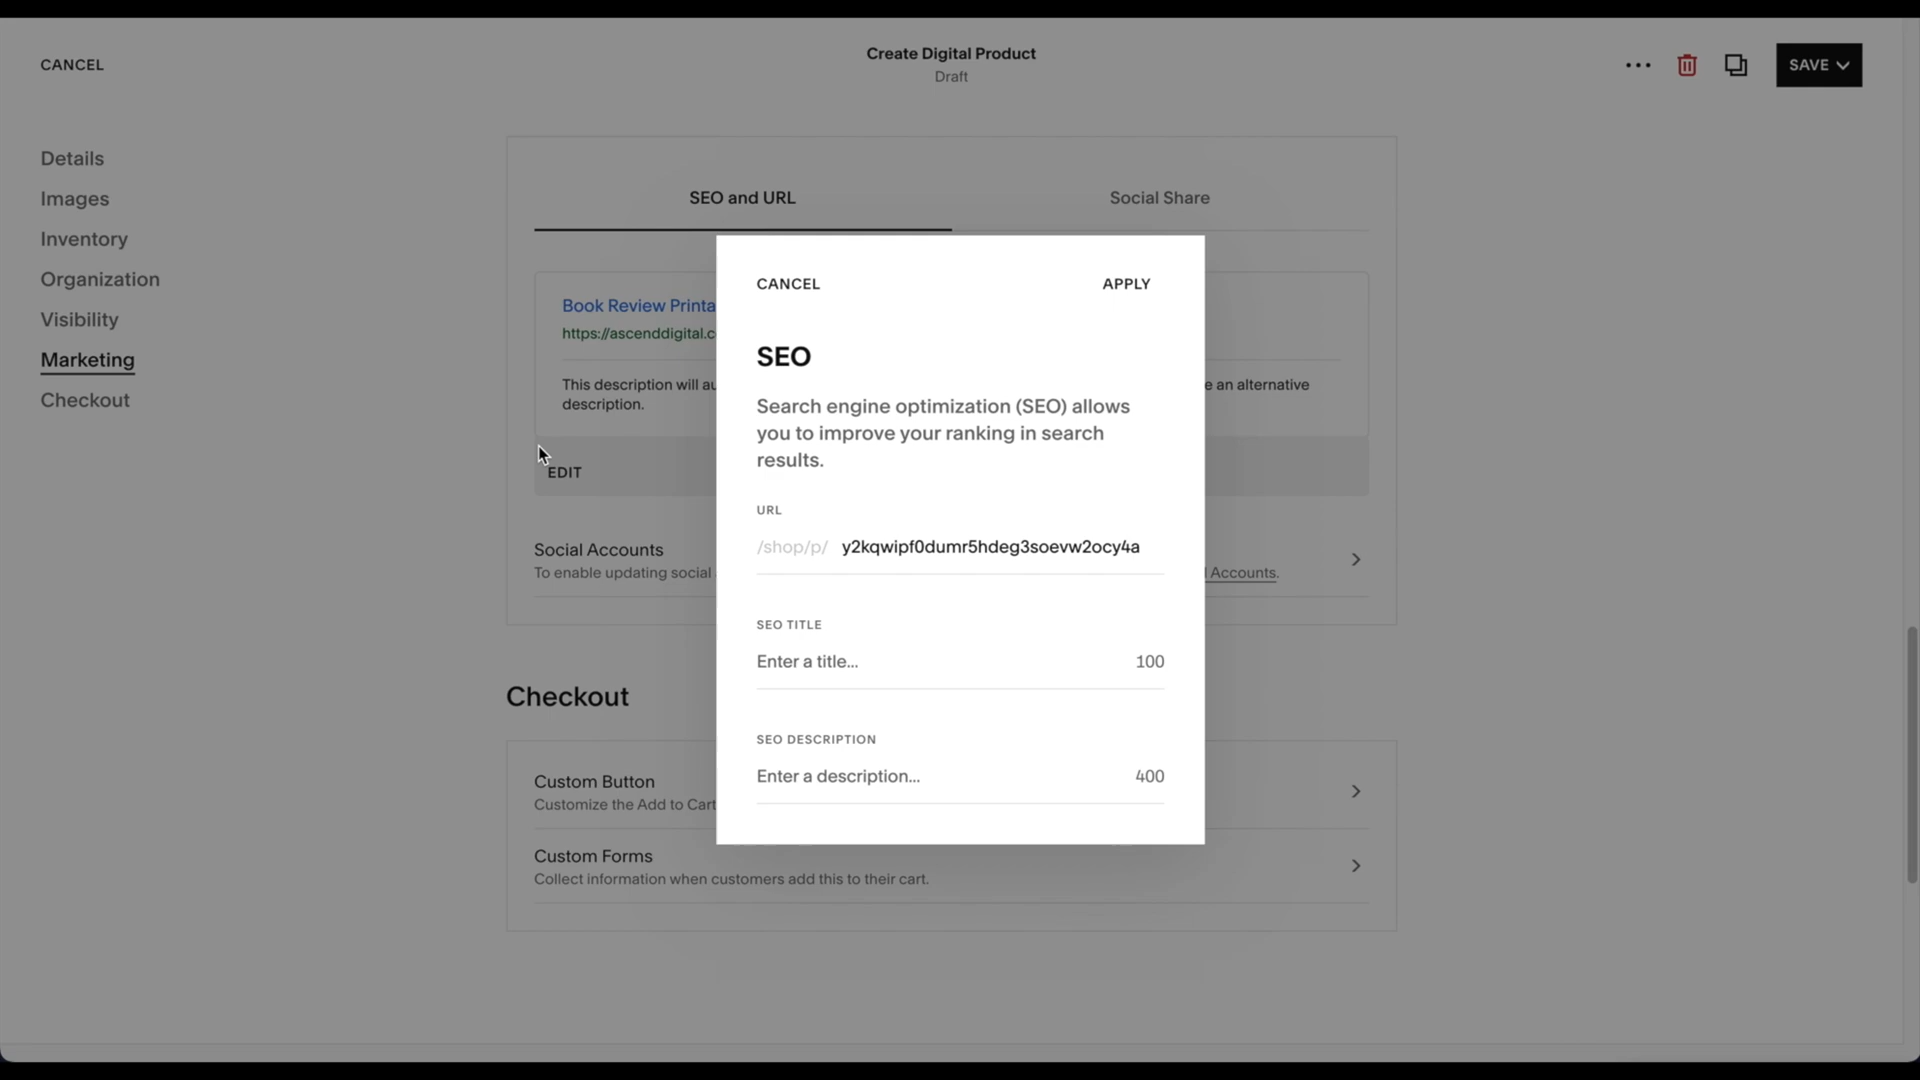 CANCEL
Create Digital Product
Draft
SAVE
Details
Images
Inventory
Organization
Visibility
Marketing
Checkout
SEO and URL
Social Share
Book Review Printa
https://ascenddigital.c
This description will au
e an alternative
description.
EDIT
Social Accounts
To enable updating social
Accounts.
CANCEL
APPLY
SEO
Search engine optimization (SEO) allows
you to improve your ranking in search
results.
URL
/shop/p/ y2kqwipf0dumr5hdeg3soevw2ocy4a
SEO TITLE
Enter a title...
100
SEO DESCRIPTION
Enter a description...
400
Checkout
Custom Button
Customize the Add to Cart
Custom Forms
Collect information when customers add this to their cart.